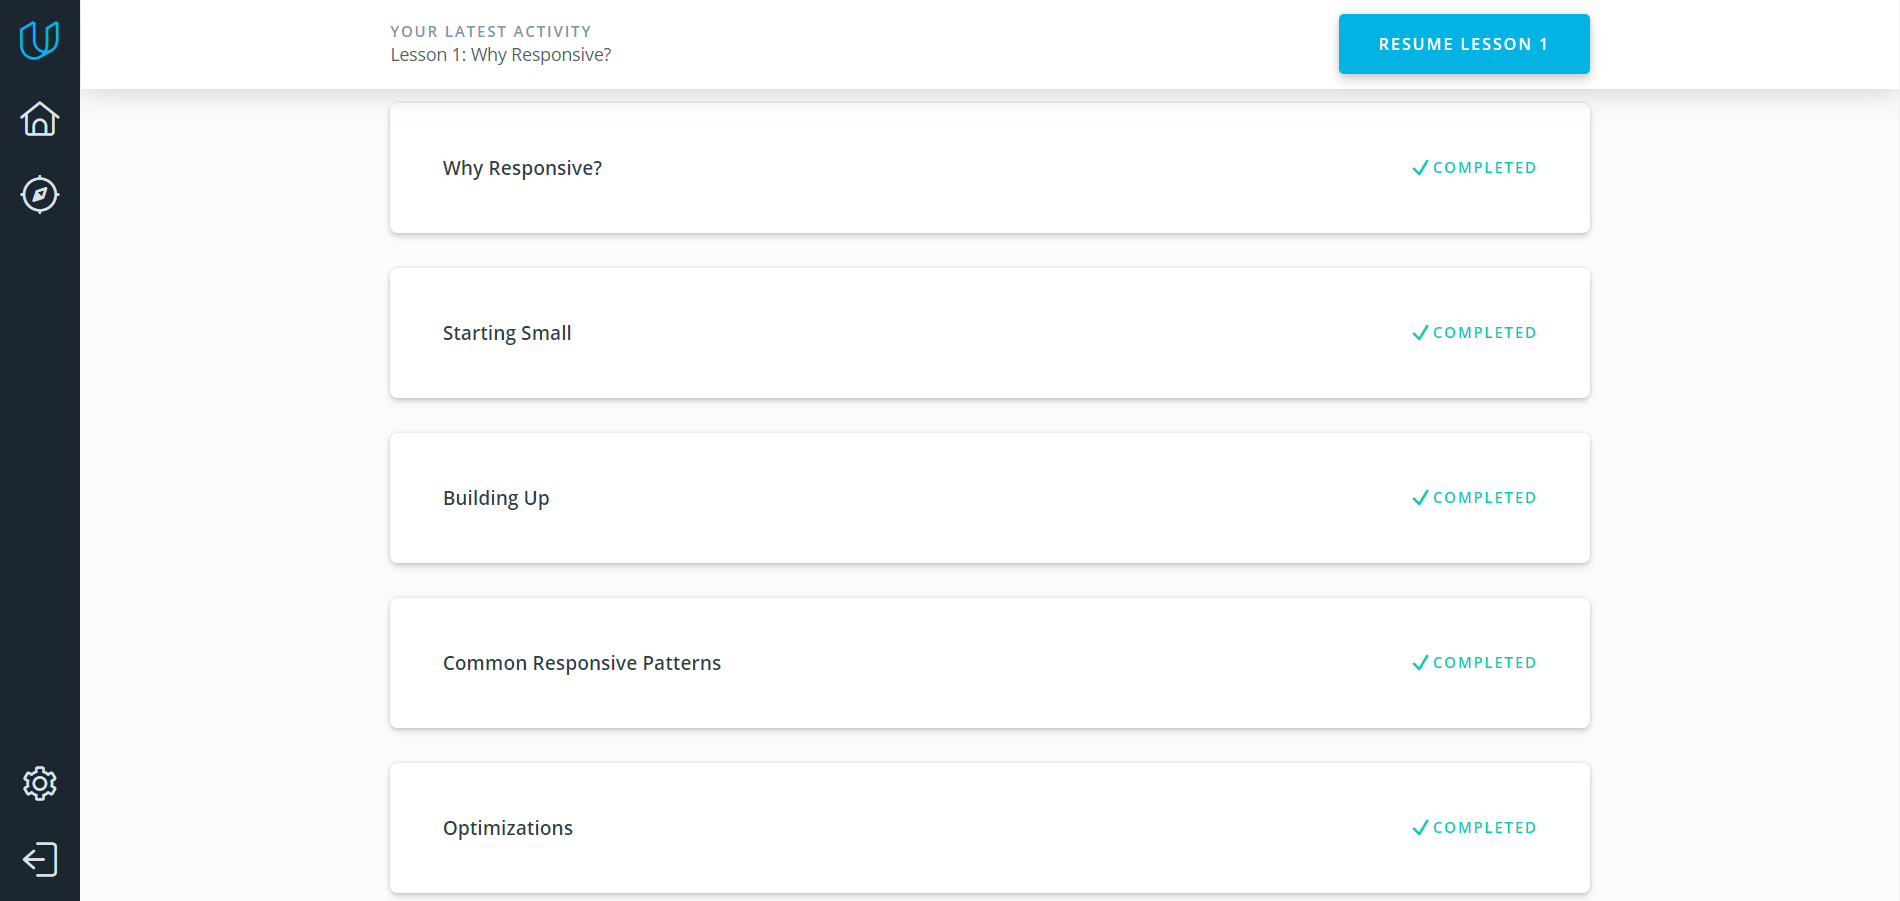 YOUR LATEST ACTIVITY
Lesson 1: Why Responsive?
RESUME LESSON 1
Why Responsive?
COMPLETED
Starting Small
COMPLETED
Building Up
COMPLETED
Common Responsive Patterns
COMPLETED
Optimizations
COMPLETED